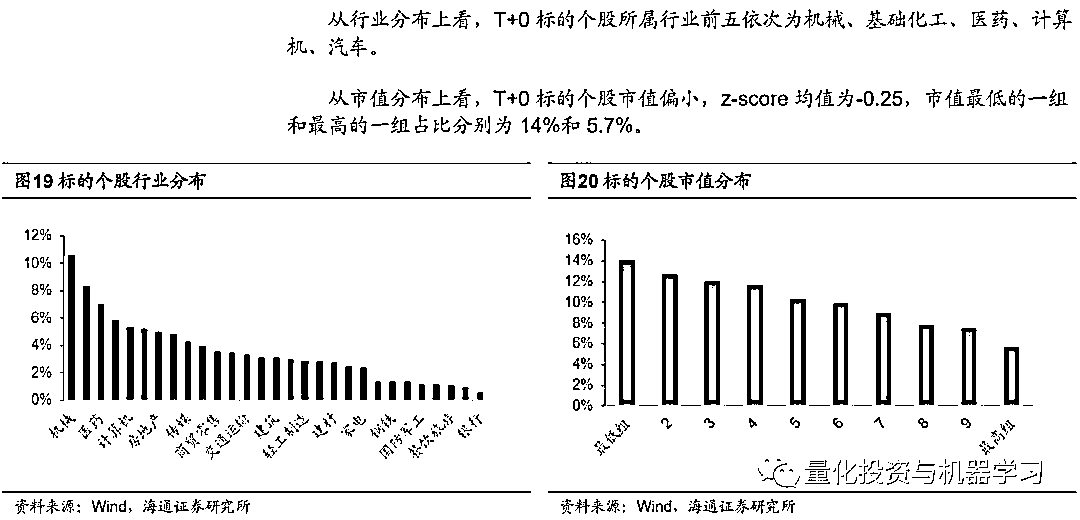 从行业分布上看，T+0 标的个股所属行业前五依次为机械、基础化工、医药、计算
机、汽车。
从市值分布上看，T+0 标的个股市值偏小，z-score 均值为-0.25，市值最低的一组
和最高的一组占比分别为 14%和 5.7%。
图19 标的个股行业分布
12%
10%
8%
6%
4%
2%
0%
机械
医药
计算机
房地产
传媒
商贸零售
交通运输
建筑
轻工制造
建材
家电
钢铁
国防军工
餐饮旅游
银行
资料来源：Wind，海通证券研究所
图20 标的个股市值分布
16%
14%
12%
10%
8%
6%
4%
2%
0%
最低组
2
3
4
5
6
7
8
9
最高组
量化投资与机器学习
资料来源：Wind，海通证券研究所